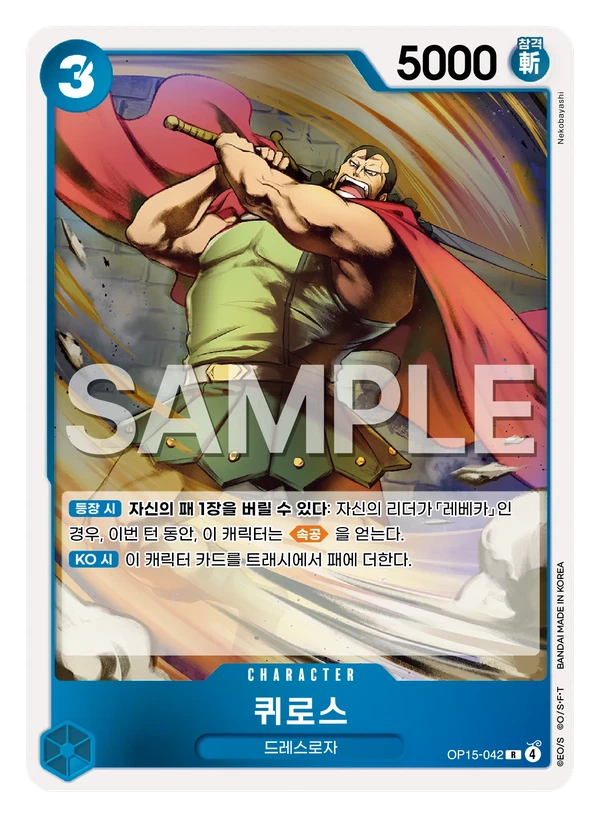 3
5000
참격
斬
Nekobayashi
SAMPLE
등장 시 자신의 패 1장을 버릴 수 있다: 자신의 리더가 「레베카」인
경우, 이번 턴 동안, 이 캐릭터는 속공 을 얻는다.
KO 시 이 캐릭터 카드를 트래시에서 패에 더한다.
CHARACTER
퀴로스
드레스로자
OP15-042 R 4
©EO/S ©O/S·F·T BANDAI MADE IN KOREA